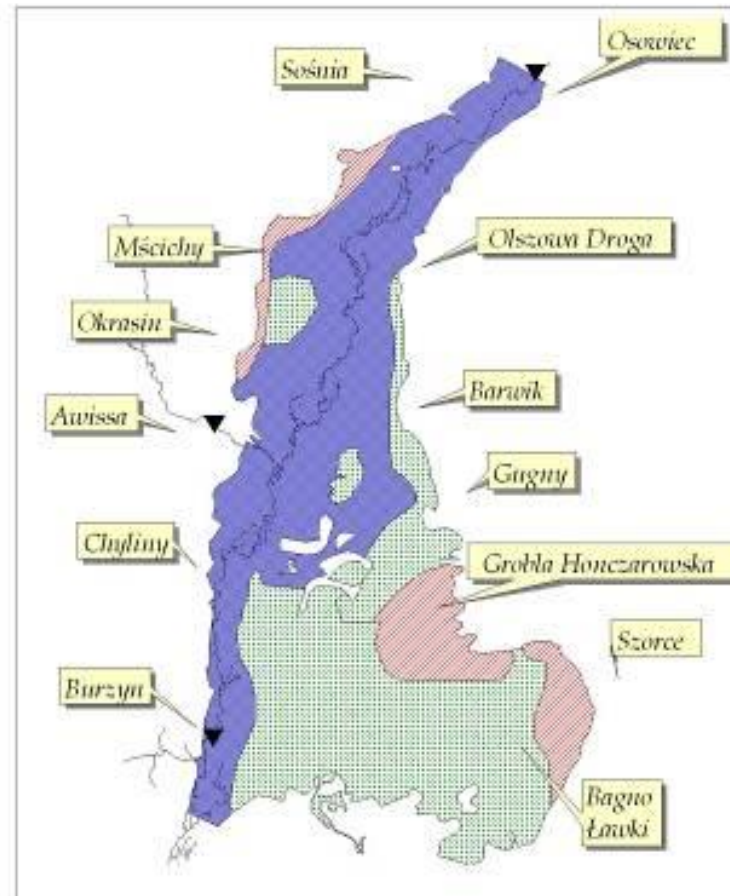 Osowiec
Sośnia
Mścichy
Olszowa Droga
Okrasin
Barwik
Awissa
Gugny
Chyliny
Grobla Honczarowska
Szorce
Burzyn
Bagno
Ławki